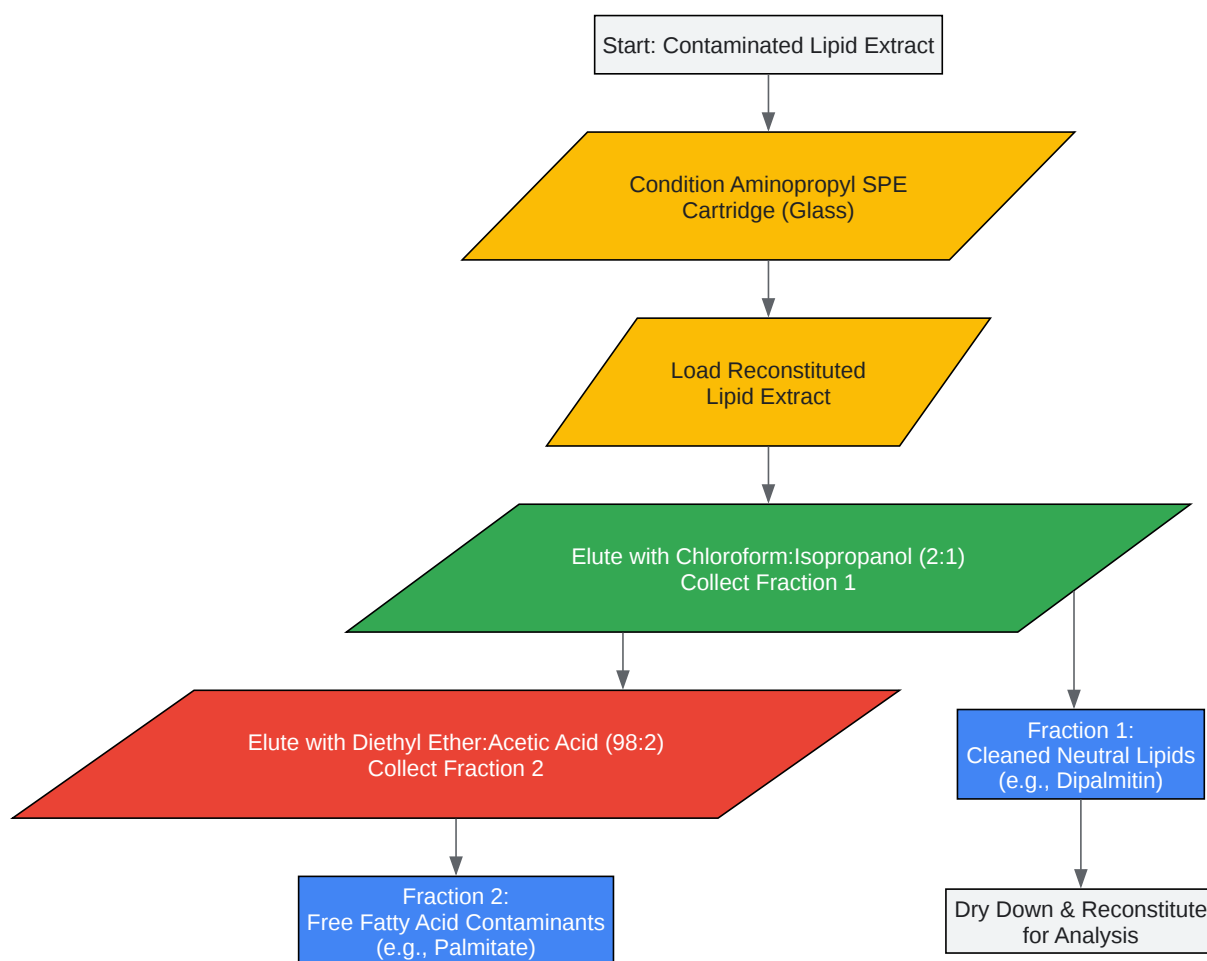 Start: Contaminated Lipid Extract
Condition Aminopropyl SPE
Cartridge (Glass)
Load Reconstituted
Lipid Extract
Elute with Chloroform:Isopropanol (2:1)
Collect Fraction 1
Elute with Diethyl Ether:Acetic Acid (98:2)
Collect Fraction 2
Fraction 1:
Cleaned Neutral Lipids
(e.g., Dipalmitin)
Fraction 2:
Free Fatty Acid Contaminants
(e.g., Palmitate)
Dry Down & Reconstitute
for Analysis